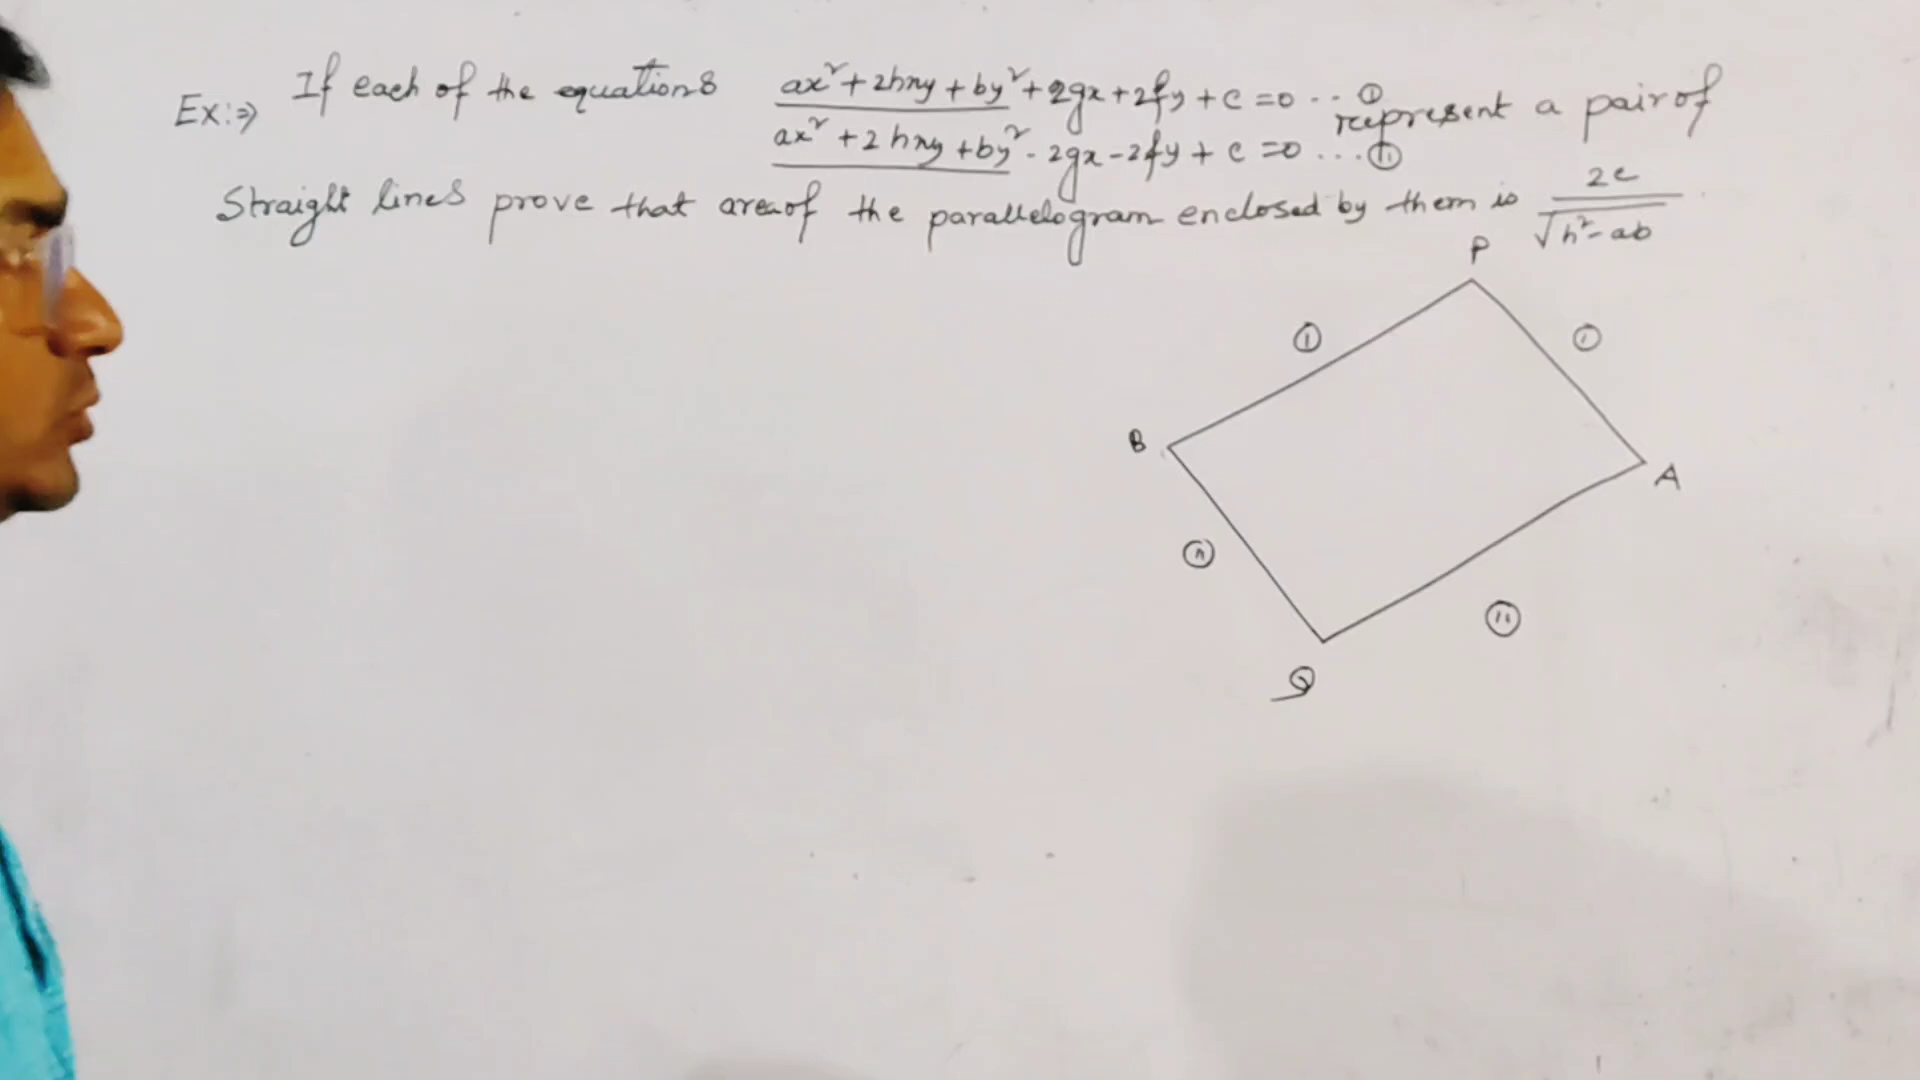 Ex:⇒ If each of the equations ax² + 2hxy + by² + 2gx + 2fy + c = 0 ... ①
ax² + 2hxy + by² - 2gx - 2fy + c = 0 ... ⑪ represent a pair of
Straight lines prove that area of the parallelogram enclosed by them is 2c / √h² - ab
P
① ①
B
A
⑪
⑪
Q